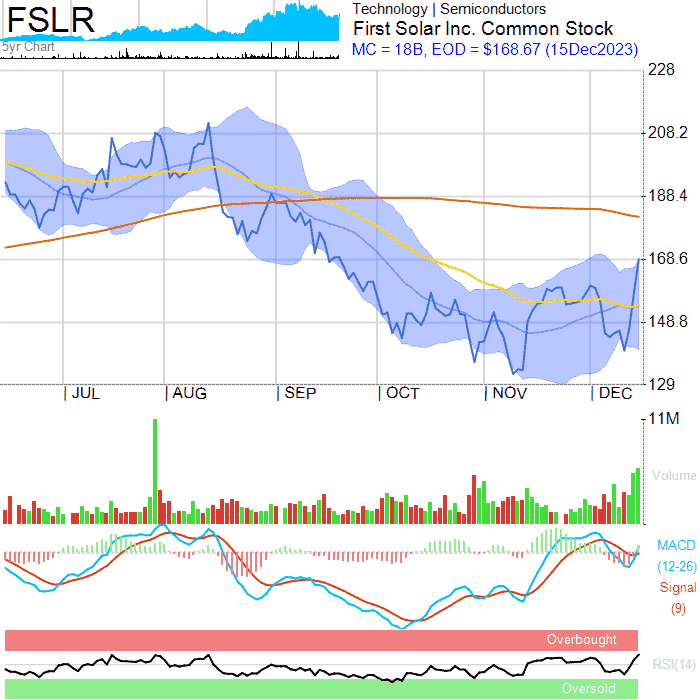 FSLR
5yr Chart
Technology | Semiconductors
First Solar Inc. Common Stock
MC = 18B, EOD = $168.67 (15Dec2023)
228
208.2
188.4
168.6
148.8
129
JUL
AUG
SEP
OCT
NOV
DEC
11M
Volume
MACD
(12-26)
Signal
(9)
Overbought
RSI(14)
Oversold